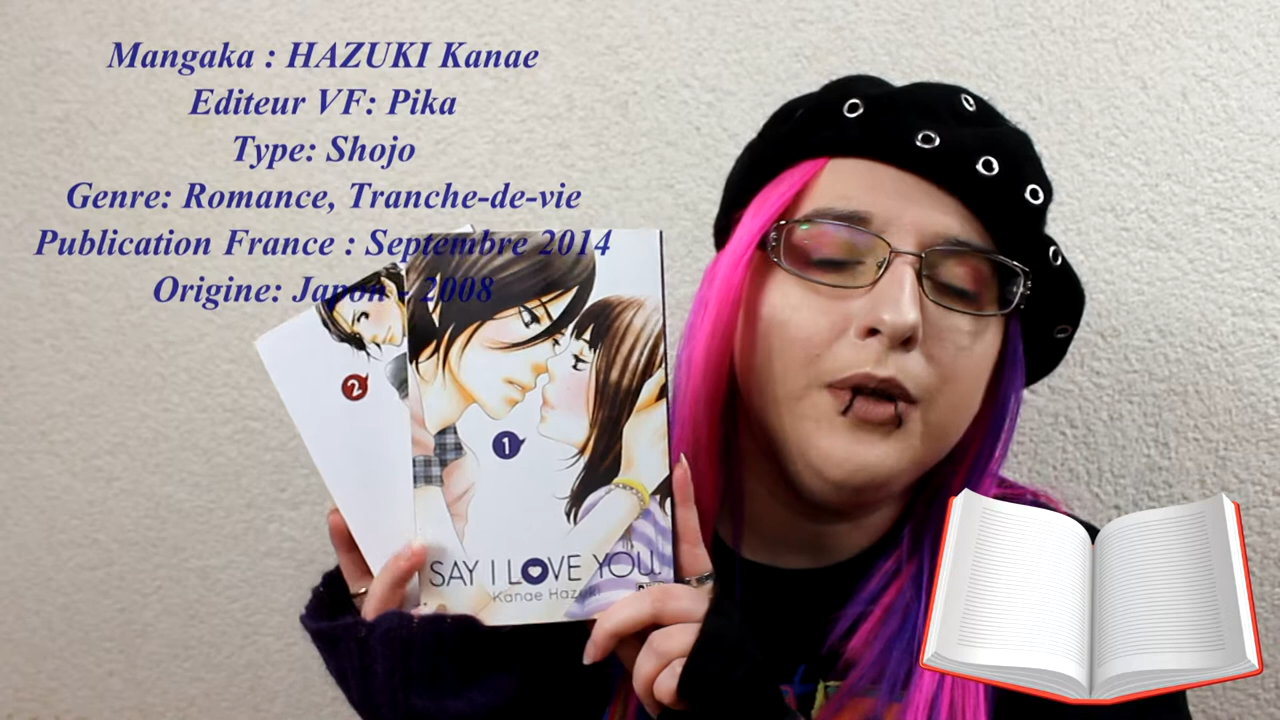 Mangaka : HAZUKI Kanae
Editeur VF: Pika
Type: Shojo
Genre: Romance, Tranche-de-vie
Publication France : Septembre 2014
Origine: Japon - 2008
2
1
SAY I LOVE YOU.
Kanae Hazuki